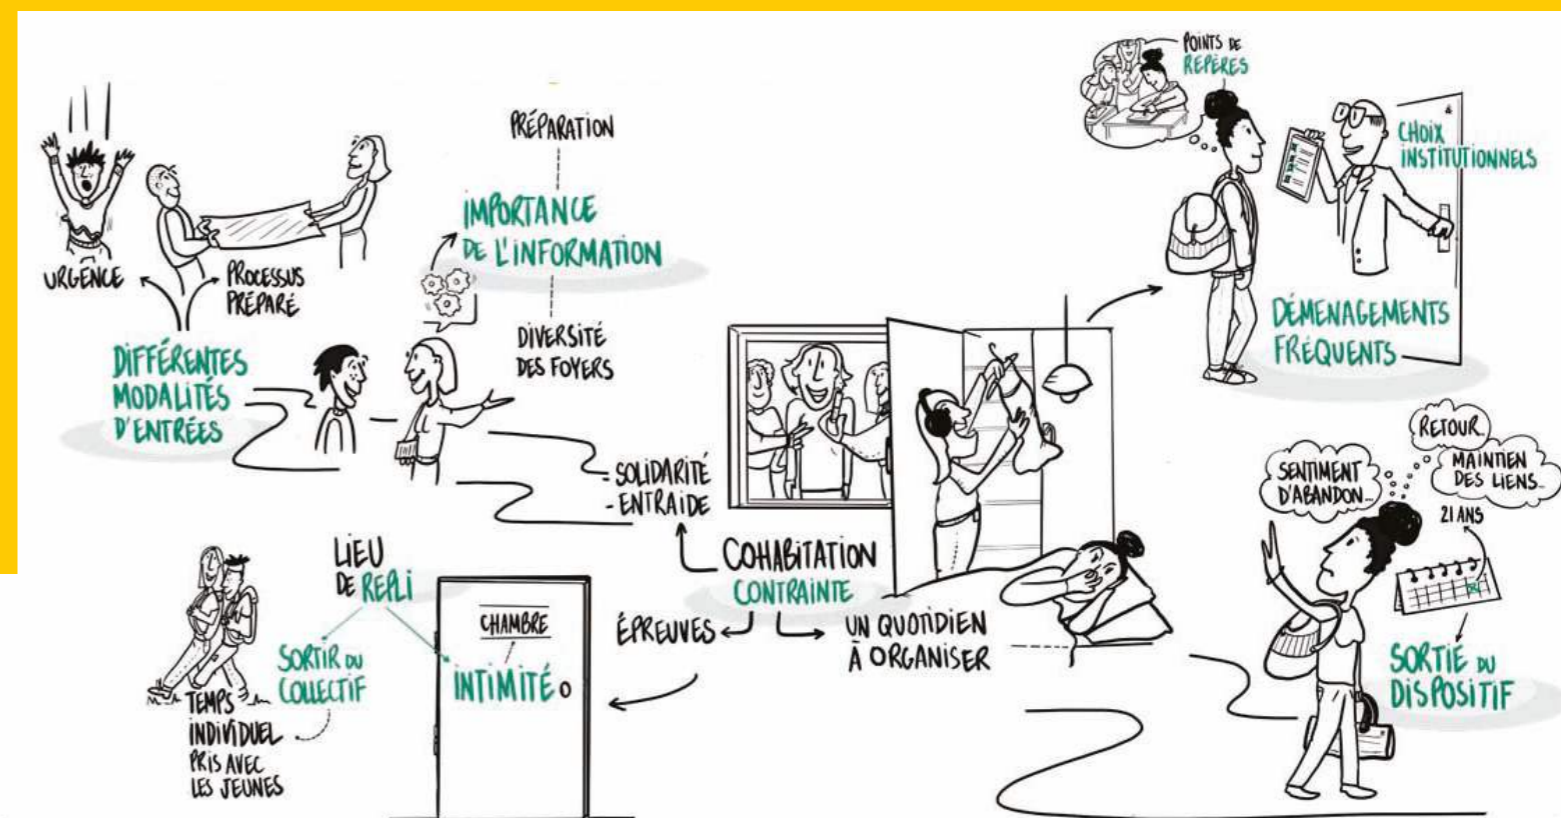 URGENCE
PROCESSUS
PRÉPARÉ
DIFFÉRENTES
MODALITÉS
D'ENTRÉES
PRÉPARATION
IMPORTANCE
DE L'INFORMATION
DIVERSITÉ
DES FOYERS
- SOLIDARITÉ
- ENTRAIDE
COHABITATION
CONTRAINTE
ÉPREUVES
UN QUOTIDIEN
À ORGANISER
LIEU
DE REPLI
SORTIR DU
COLLECTIF
TEMPS
INDIVIDUEL
PRIS AVEC
LES JEUNES
CHAMBRE
INTIMITÉ
POINTS DE
REPÈRES
CHOIX
INSTITUTIONNELS
DÉMENAGEMENTS
FRÉQUENTS
SENTIMENT
D'ABANDON...
RETOUR...
MAINTIEN
DES LIENS...
21 ANS
SORTIE DU
DISPOSITIF